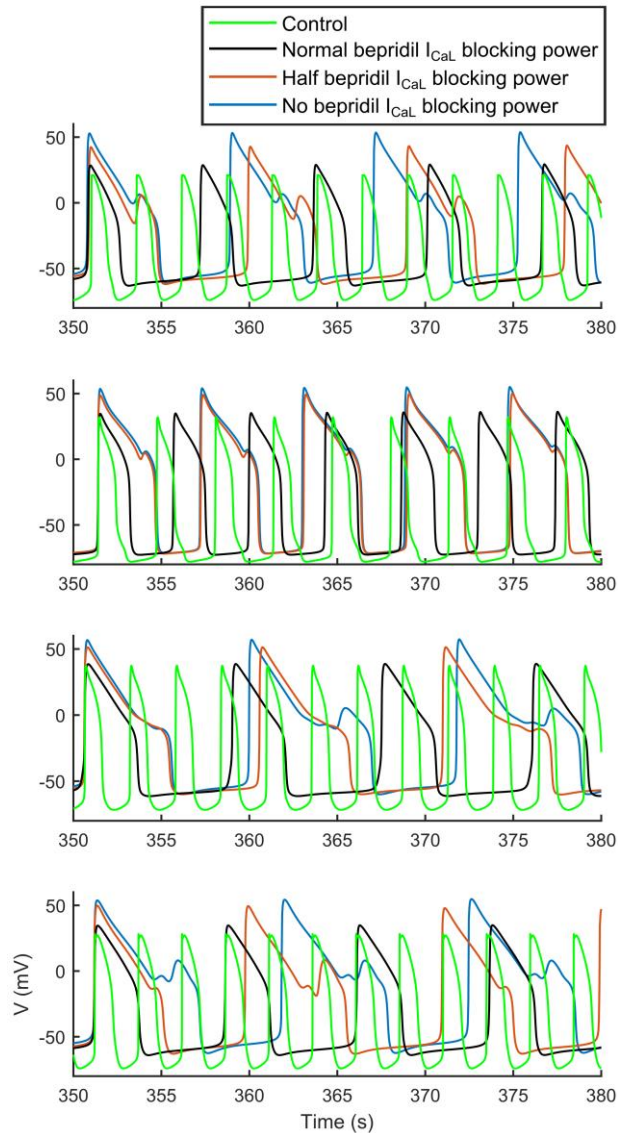 Control
Normal bepridil I_CaL blocking power
Half bepridil I_CaL blocking power
No bepridil I_CaL blocking power
50
0
-50
350 355 360 365 370 375 380
50
0
-50
350 355 360 365 370 375 380
50
0
-50
350 355 360 365 370 375 380
50
0
-50
V (mV)
350 355 360 365 370 375 380
Time (s)